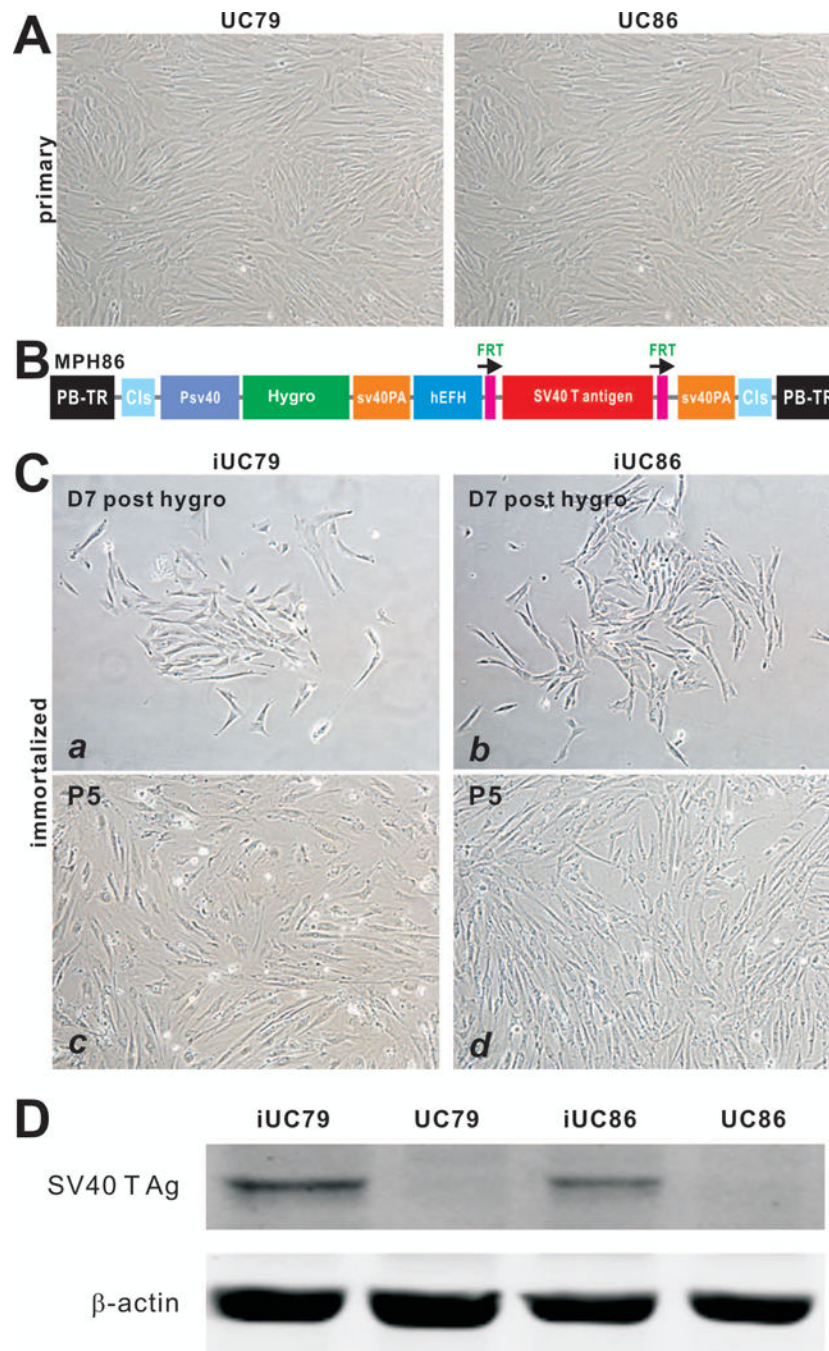 A
UC79 UC86
primary
B
MPH86
FRT FRT
PB-TR CIs Psv40 Hygro sv40PA hEFH SV40 T antigen sv40PA CIs PB-TR
C
iUC79 iUC86
immortalized
D7 post hygro D7 post hygro
a b
P5 P5
c d
D
iUC79 UC79 iUC86 UC86
SV40 T Ag
β-actin